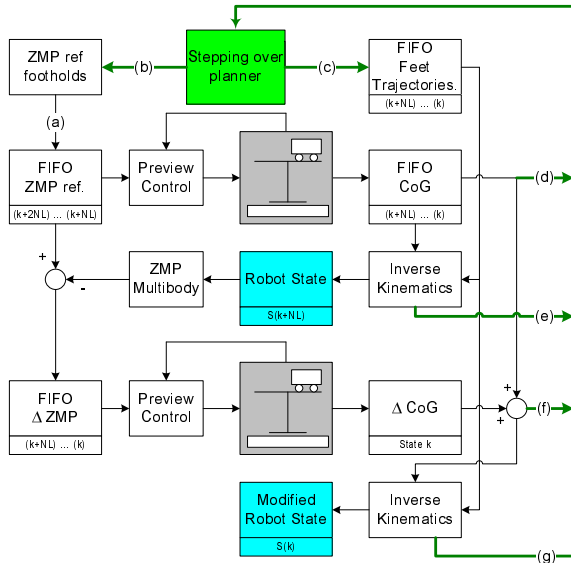 ZMP ref
footholds
(b)
Stepping over
planner
(c)
FIFO
Feet
Trajectories.
(k+NL) ... (k)
(a)
FIFO
ZMP ref.
(k+2NL) ... (k+NL)
Preview
Control
FIFO
CoG
(k+NL) ... (k)
(d)
+
-
ZMP
Multibody
Robot State
S(k+NL)
Inverse
Kinematics
(e)
FIFO
Δ ZMP
(k+NL) ... (k)
Preview
Control
Δ CoG
State k
+
+
(f)
Modified
Robot State
S(k)
Inverse
Kinematics
(g)